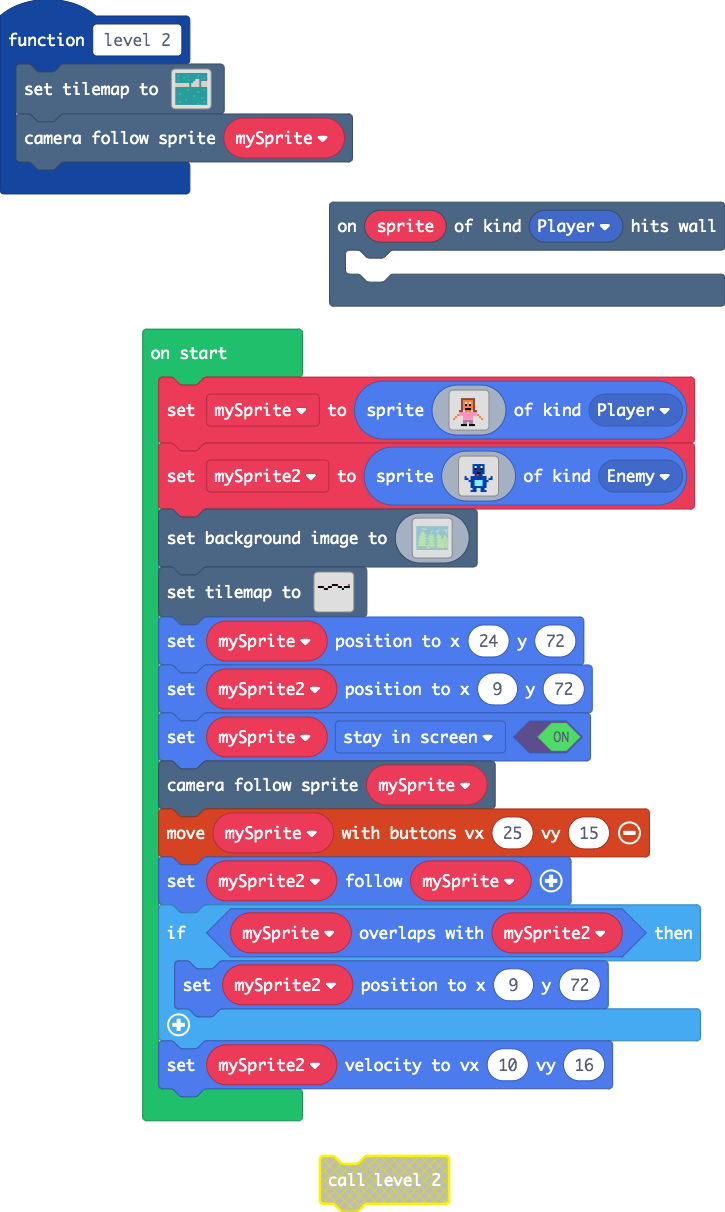 function level 2
set tilemap to
camera follow sprite mySprite
on sprite of kind Player hits wall
on start
set mySprite to sprite of kind Player
set mySprite2 to sprite of kind Enemy
set background image to
set tilemap to
set mySprite position to x 24 y 72
set mySprite2 position to x 9 y 72
set mySprite stay in screen ON
camera follow sprite mySprite
move mySprite with buttons vx 25 vy 15
set mySprite2 follow mySprite
if mySprite overlaps with mySprite2 then
set mySprite2 position to x 9 y 72
set mySprite2 velocity to vx 10 vy 16
call level 2